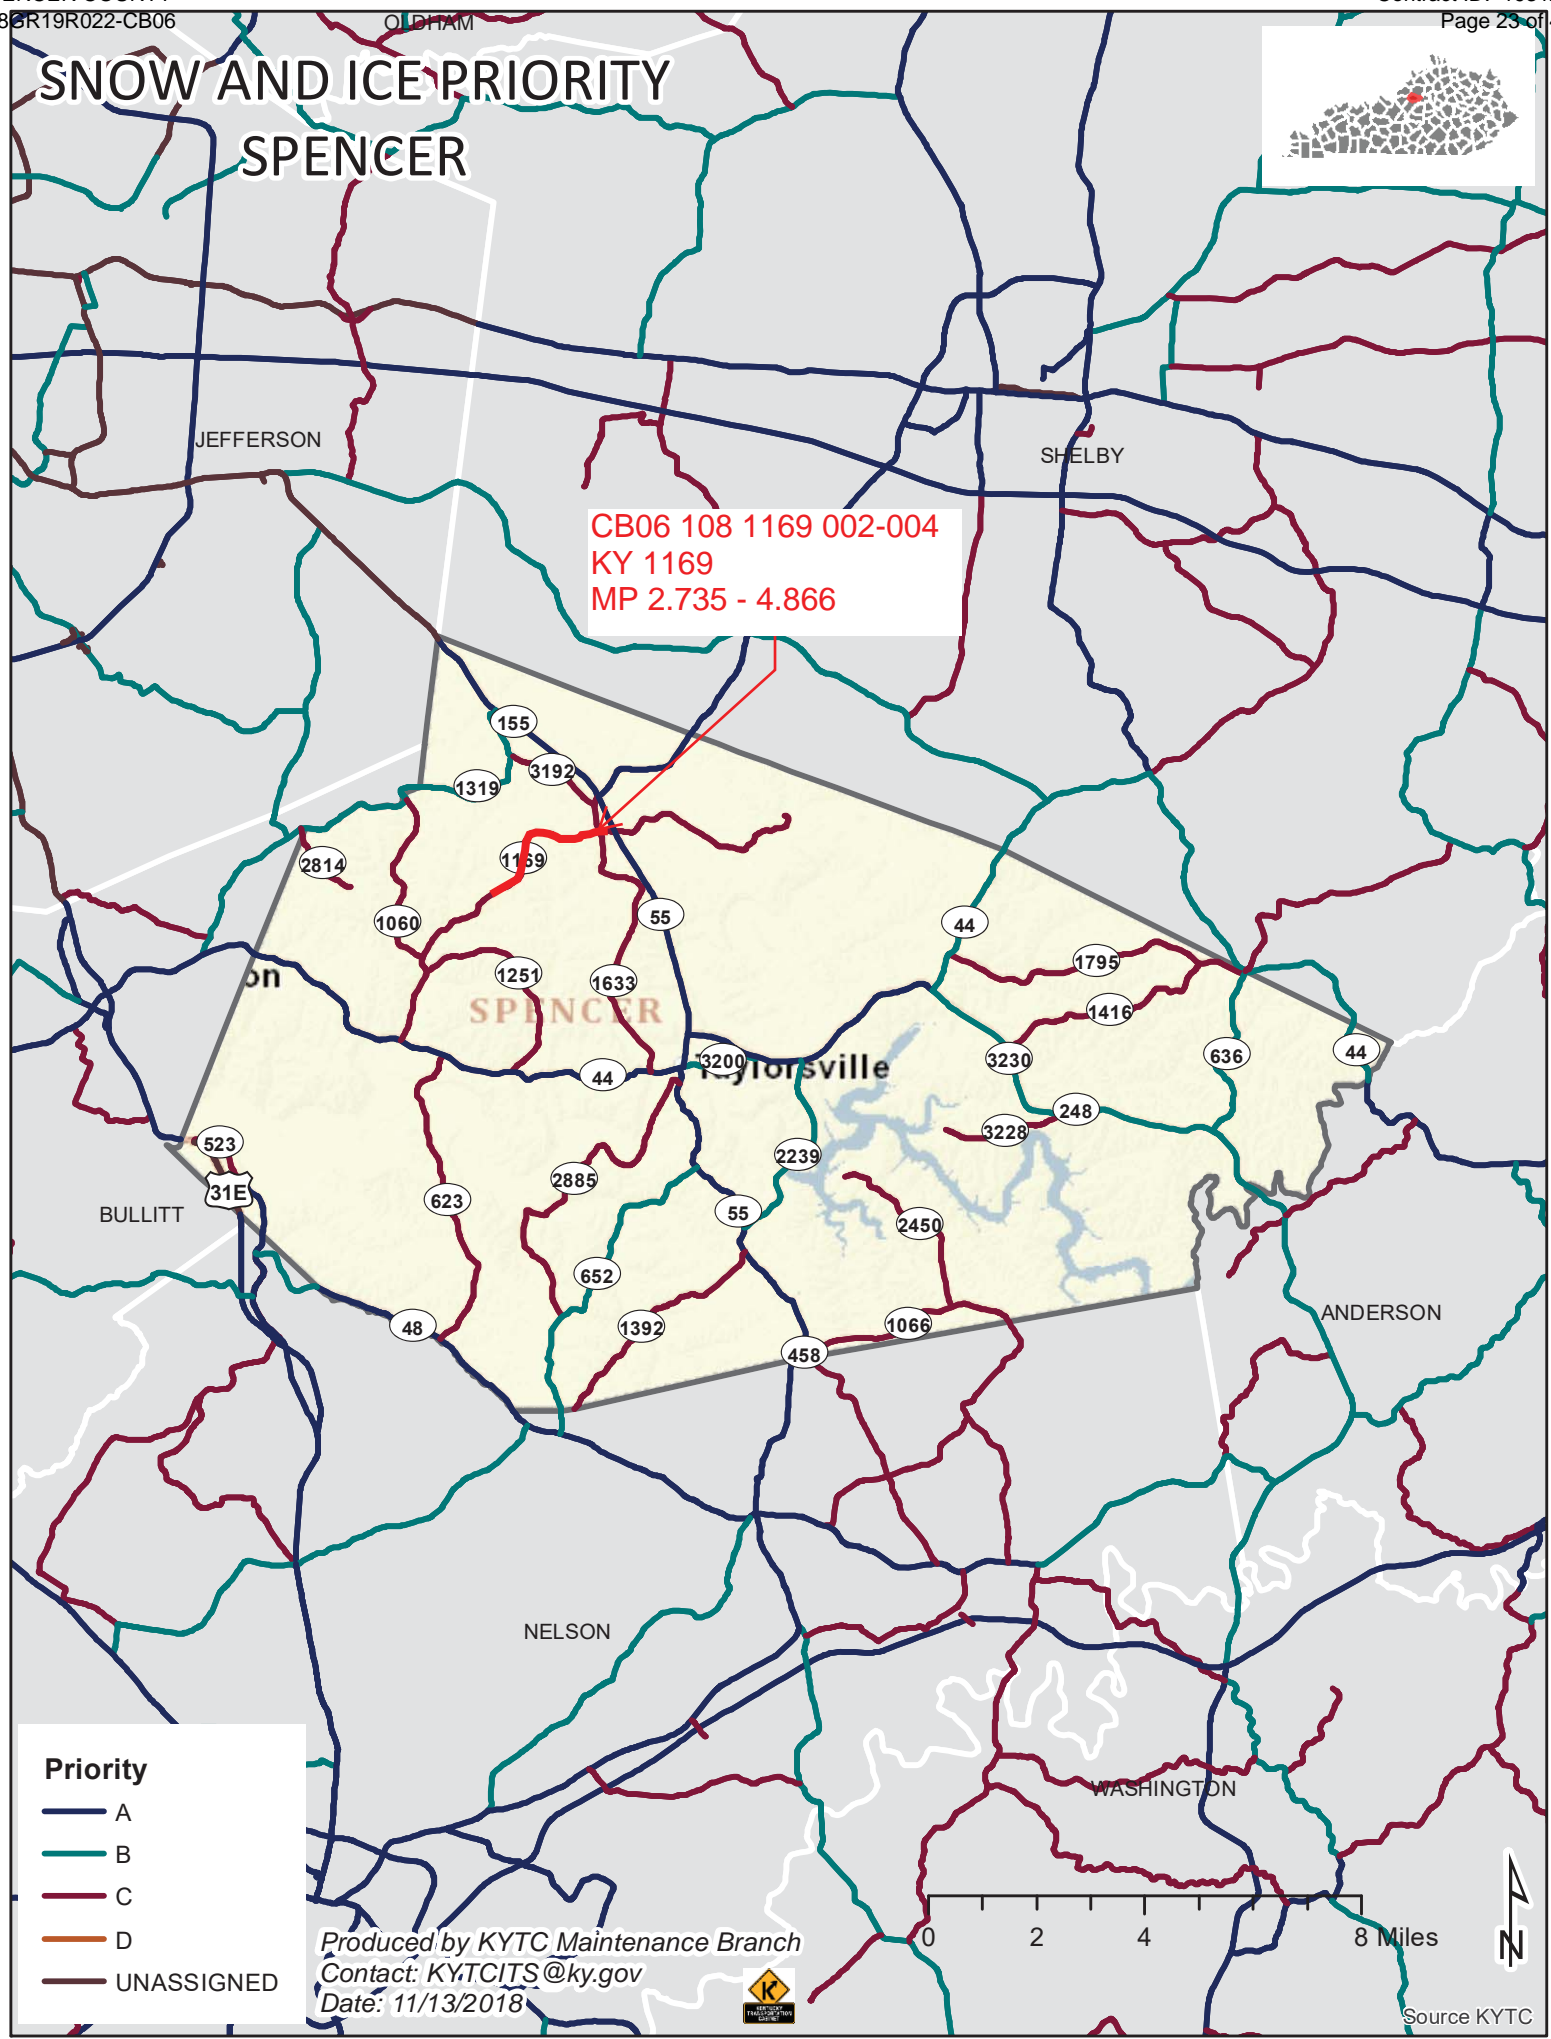 8GR19R022-CB06
Page 23 of
OLDHAM
SNOW AND ICE PRIORITY
SPENCER
JEFFERSON
SHELBY
CB06 108 1169 002-004
KY 1169
MP 2.735 - 4.866
155
3192
1319
2814
1169
1060
55
44
1795
1251
1633
on
SPENCER
1416
3200
Taylorsville
3230
636
44
44
248
3228
523
2239
31E
2885
623
BULLITT
55
2450
652
48
1392
1066
458
ANDERSON
NELSON
WASHINGTON
Priority
A
B
C
D
UNASSIGNED
0 2 4 8 Miles
N
Produced by KYTC Maintenance Branch
Contact: KYTCITS@ky.gov
Date: 11/13/2018
KENTUCKY
TRANSPORTATION
CABINET
Source KYTC